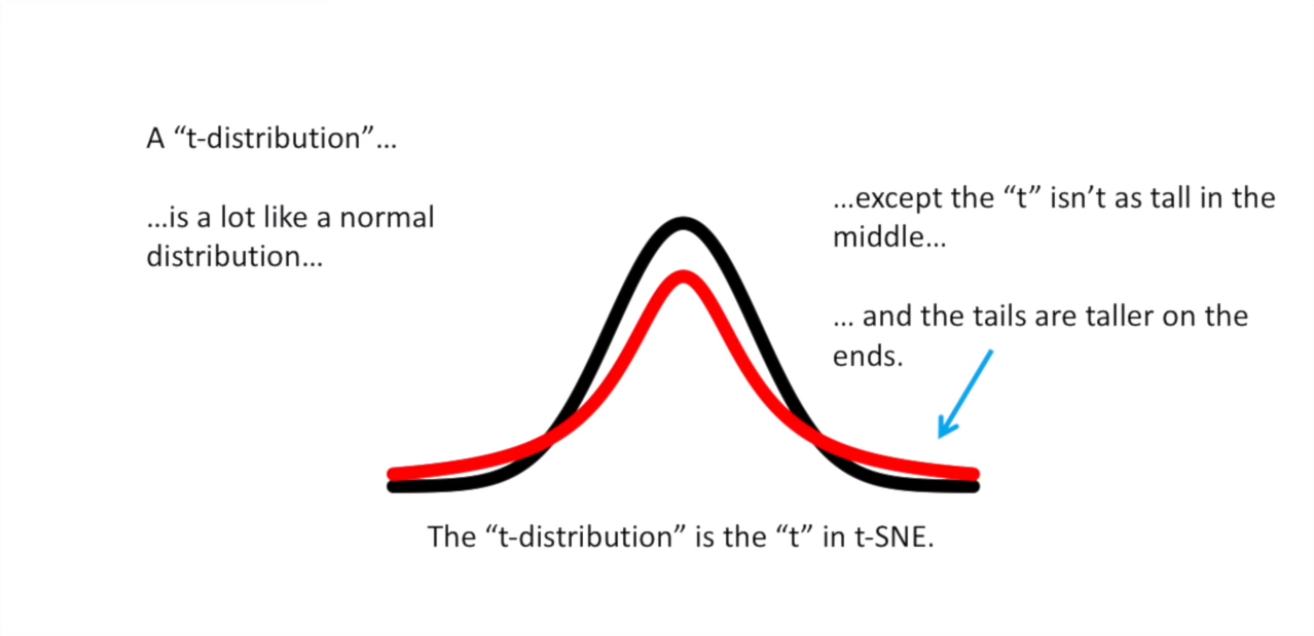 A “t-distribution”…
…is a lot like a normal
distribution…
…except the “t” isn’t as tall in the
middle…
… and the tails are taller on the
ends.
The “t-distribution” is the “t” in t-SNE.